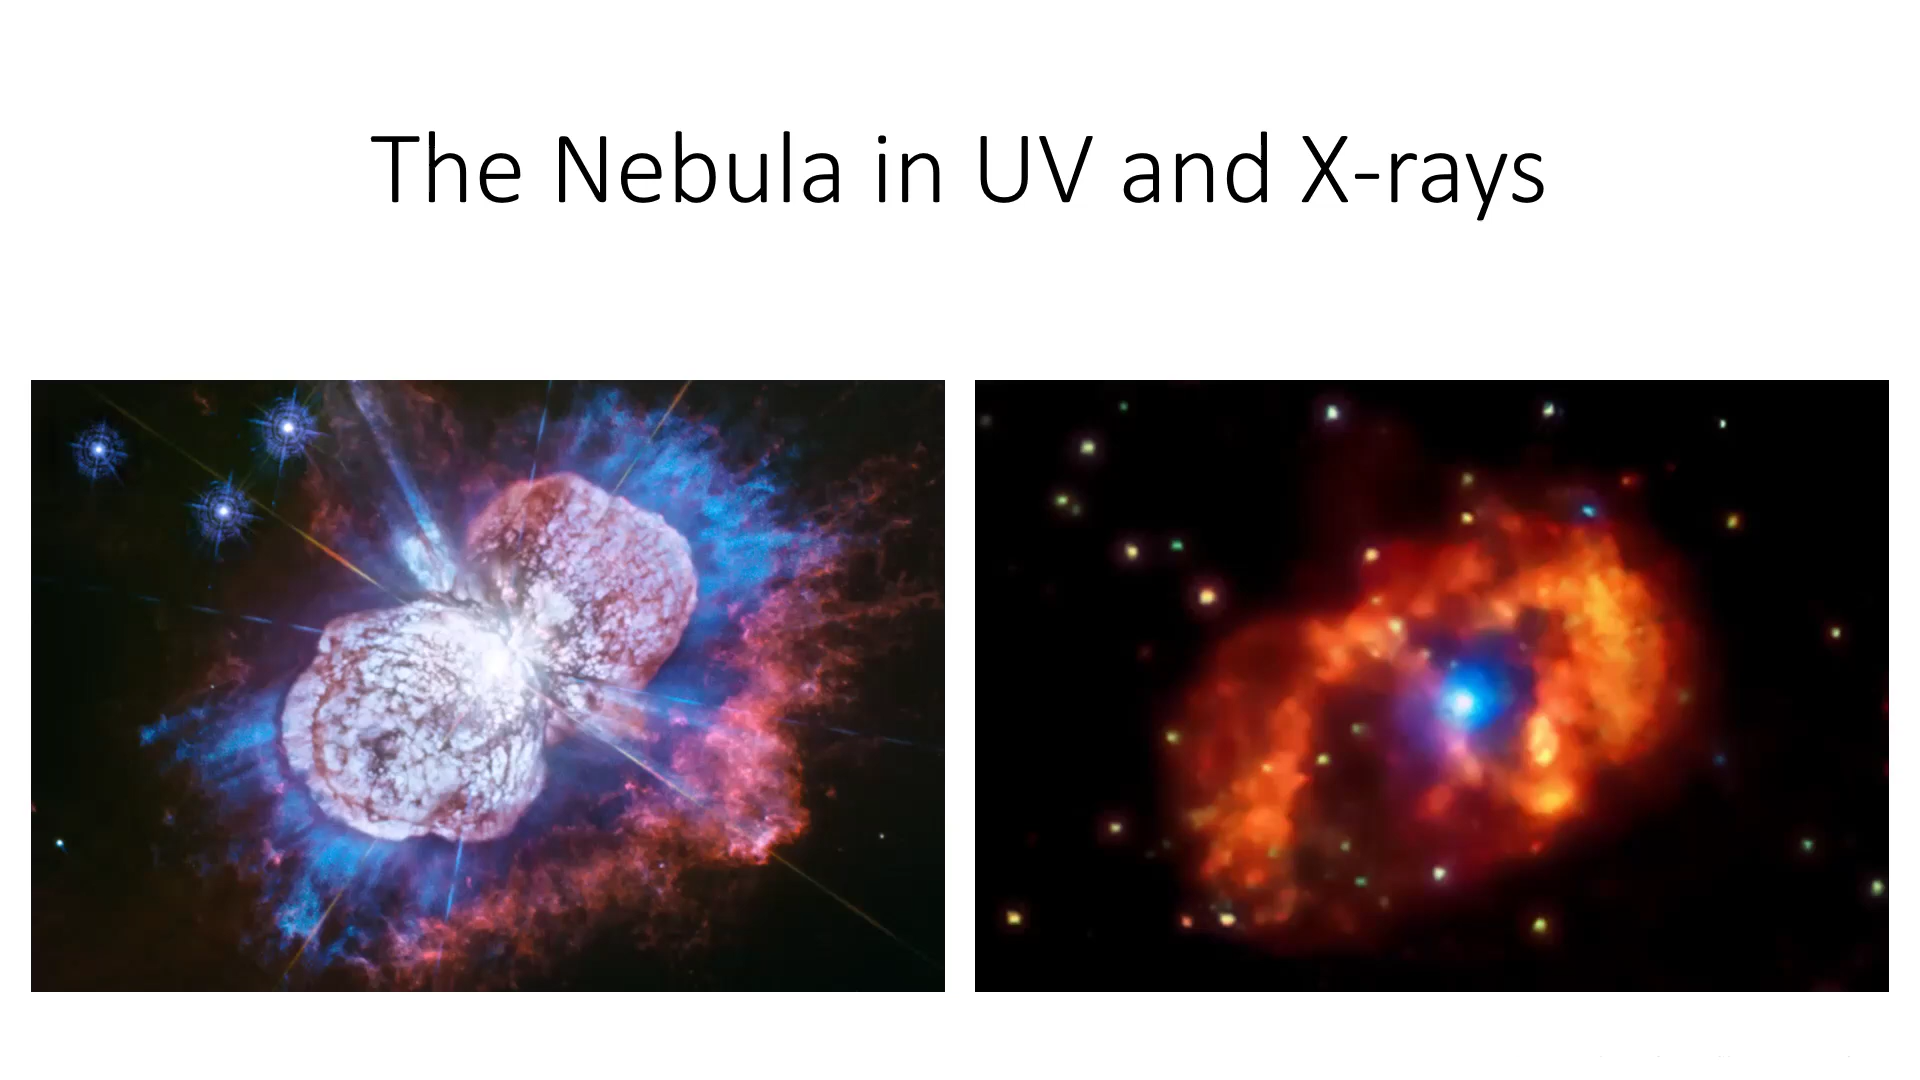 The Nebula in UV and X-rays